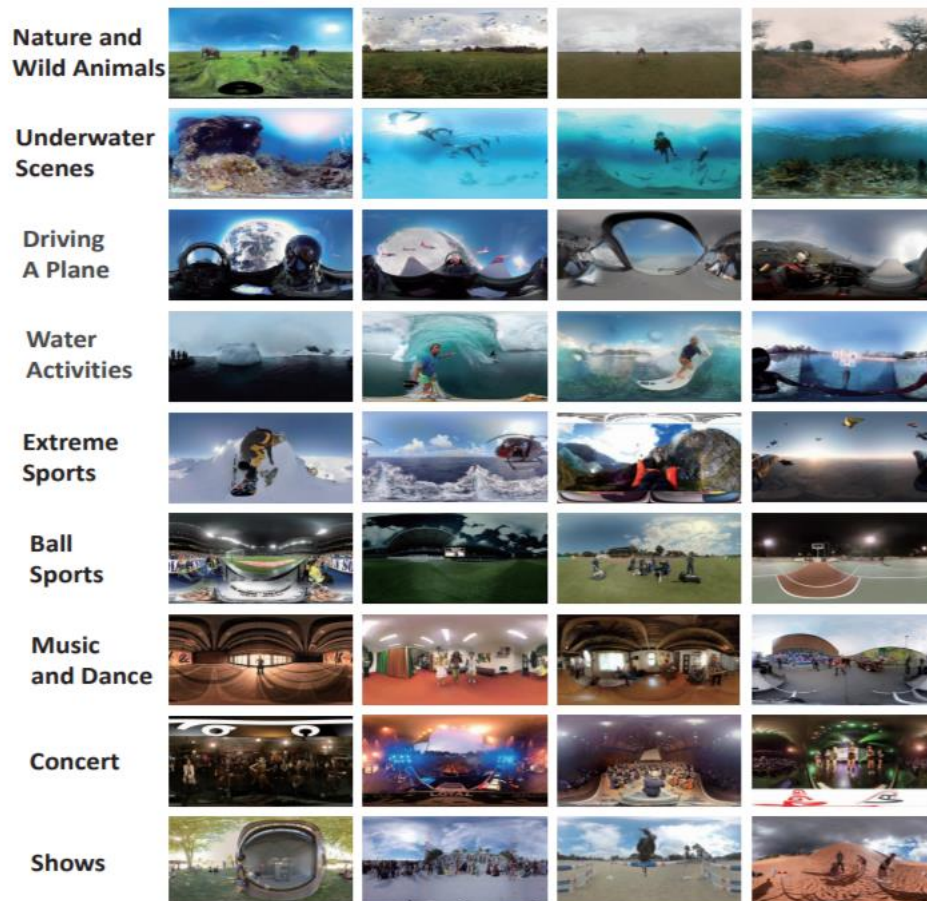 Nature and
Wild Animals
Underwater
Scenes
Driving
A Plane
Water
Activities
Extreme
Sports
Ball
Sports
Music
and Dance
Concert
Shows